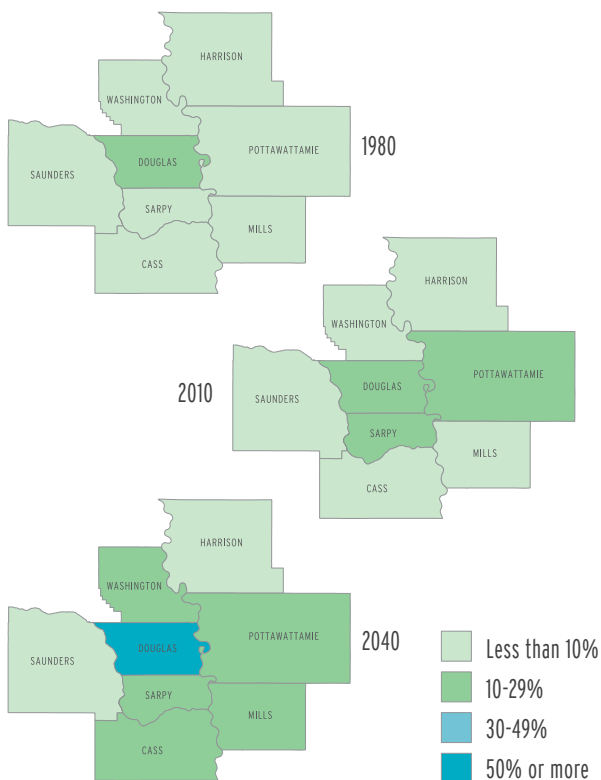 HARRISON
WASHINGTON
POTTAWATTAMIE
1980
DOUGLAS
SAUNDERS
SARPY
MILLS
CASS
HARRISON
WASHINGTON
POTTAWATTAMIE
2010
DOUGLAS
SAUNDERS
SARPY
MILLS
CASS
HARRISON
WASHINGTON
POTTAWATTAMIE
2040
DOUGLAS
SAUNDERS
SARPY
MILLS
CASS
Less than 10%
10-29%
30-49%
50% or more